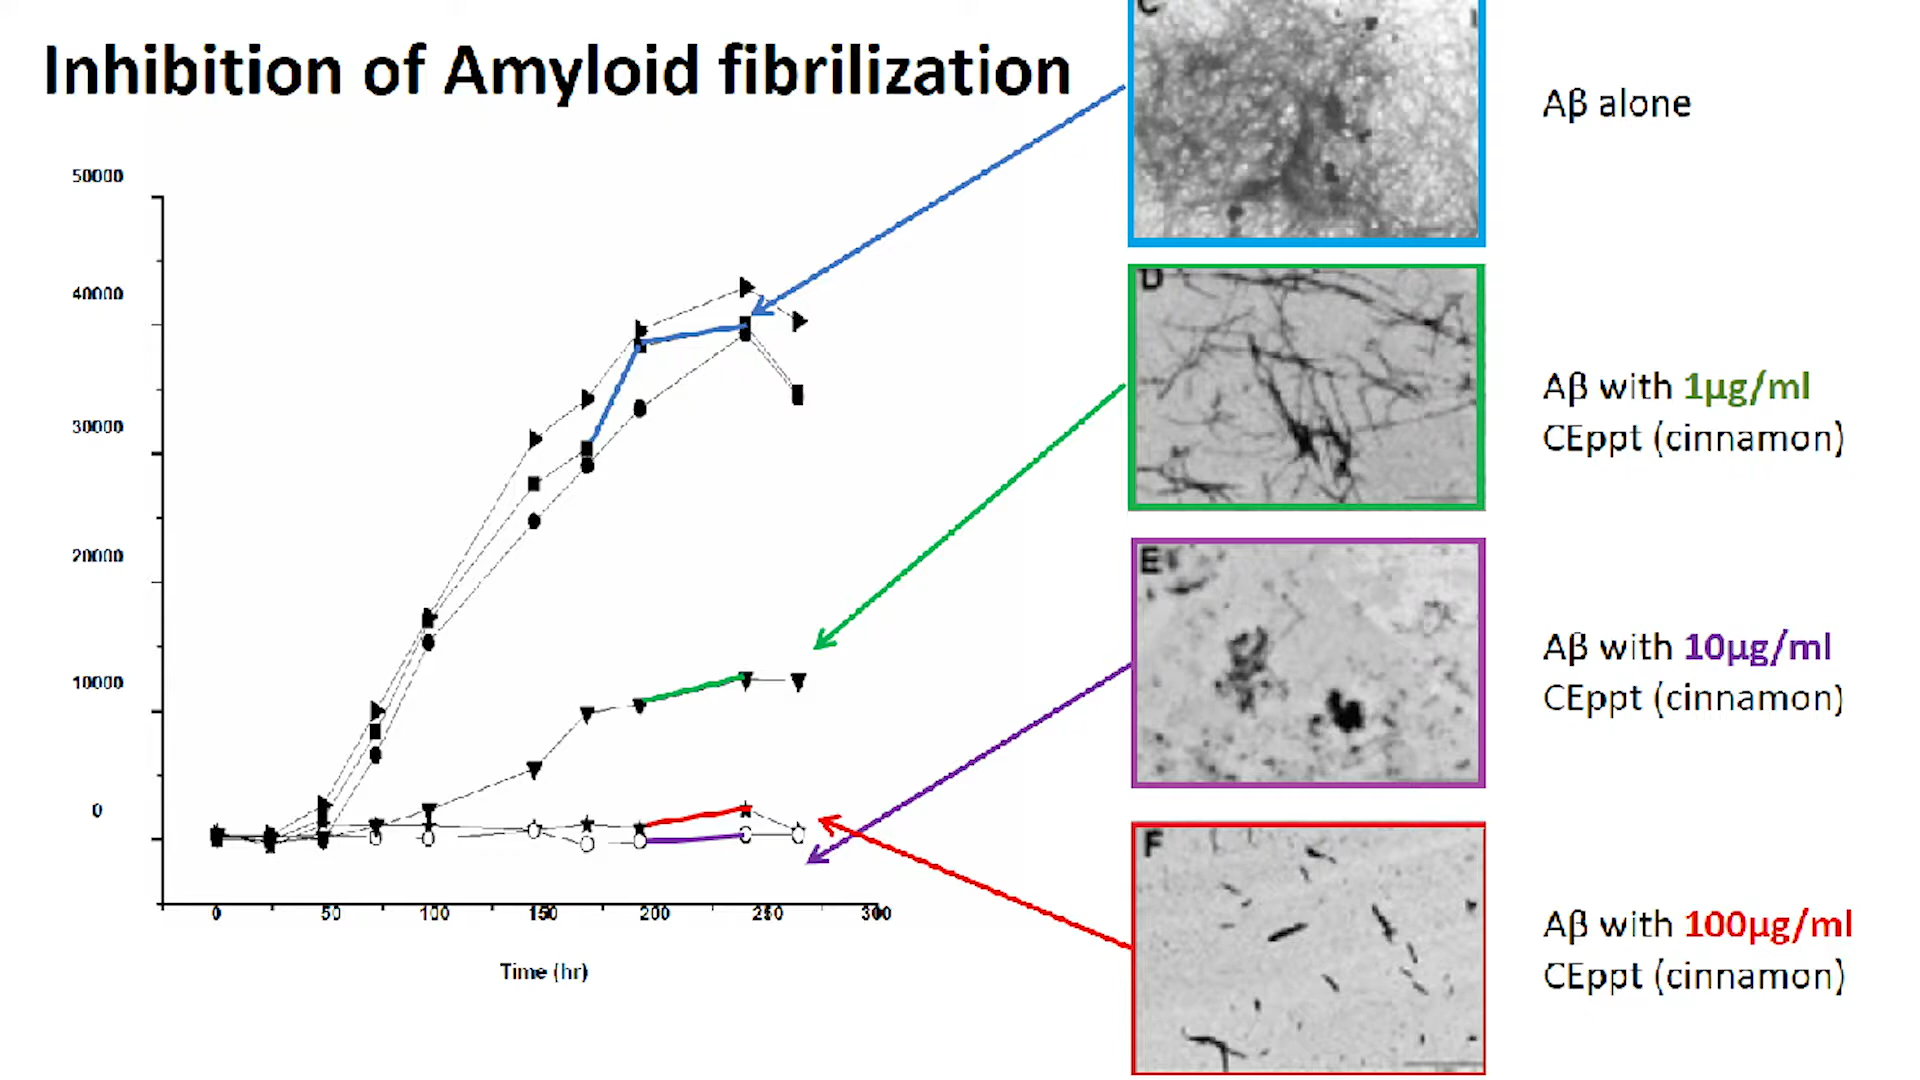 Inhibition of Amyloid fibrilization
50000
40000
30000
20000
10000
0
0 50 100 150 200 250 300
Time (hr)
C
Aβ alone
D
Aβ with 1µg/ml
CEppt (cinnamon)
E
Aβ with 10µg/ml
CEppt (cinnamon)
F
Aβ with 100µg/ml
CEppt (cinnamon)